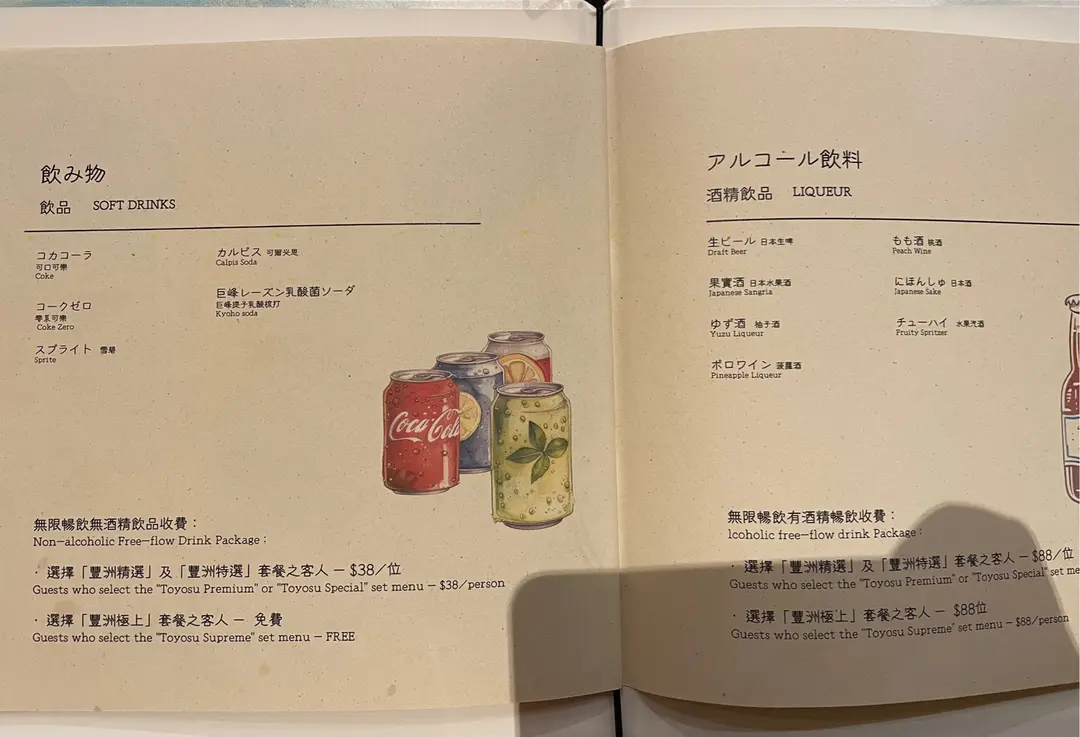 飲み物
飲品 SOFT DRINKS
コカコーラ
可口可樂
Coke
コークゼロ
零系可樂
Coke Zero
スプライト 雪碧
Sprite
カルピス 可爾必思
Calpis Soda
巨峰レーズン乳酸菌ソーダ
巨峰提子乳酸梳打
Kyoho soda
Coca-Cola
無限暢飲無酒精飲品收費：
Non-alcoholic Free-flow Drink Package :
· 選擇「豐洲精選」及「豐洲特選」套餐之客人 - $38/位
Guests who select the "Toyosu Premium" or "Toyosu Special" set menu - $38/person
· 選擇「豐洲極上」套餐之客人 - 免費
Guests who select the "Toyosu Supreme" set menu - FREE
アルコール飲料
酒精飲品 LIQUEUR
生ビール 日本生啤
Draft Beer
果實酒 日本水果酒
Japanese Sangria
ゆず酒 柚子酒
Yuzu Liqueur
ポロワイン 菠蘿酒
Pineapple Liqueur
もも酒 桃酒
Peach Wine
にほんしゅ 日本酒
Japanese Sake
チューハイ 水果汽酒
Fruity Spritzer
無限暢飲有酒精暢飲收費：
lcoholic free-flow drink Package :
· 選擇「豐洲精選」及「豐洲特選」套餐之客人 - $88/位
Guests who select the "Toyosu Premium" or "Toyosu Special" set me
· 選擇「豐洲極上」套餐之客人 - $88位
Guests who select the "Toyosu Supreme" set menu - $88/person